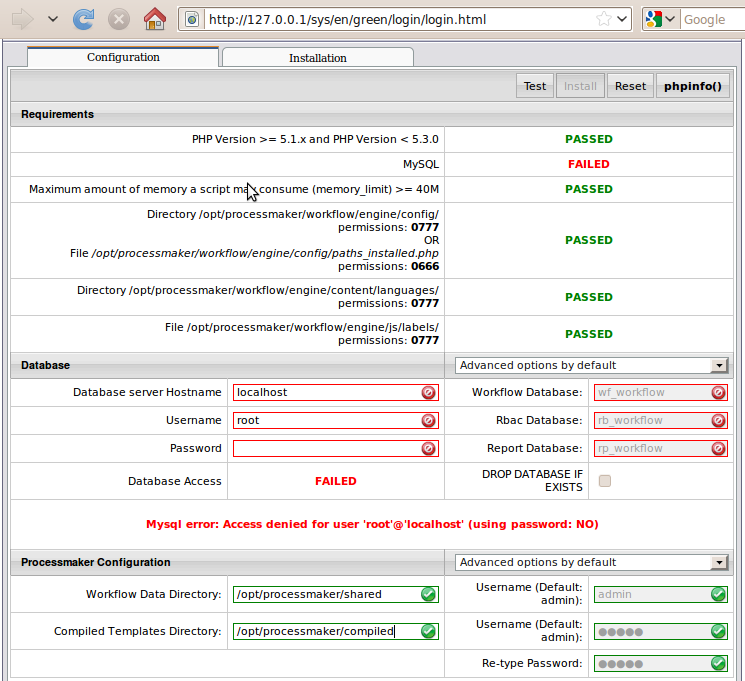 http://127.0.0.1/sys/en/green/login/login.html
Google
Configuration
Installation
Test
Install
Reset
phpinfo()
Requirements
PHP Version >= 5.1.x and PHP Version < 5.3.0
PASSED
MySQL
FAILED
Maximum amount of memory a script may consume (memory_limit) >= 40M
PASSED
Directory /opt/processmaker/workflow/engine/config/
permissions: 0777
OR
File /opt/processmaker/workflow/engine/config/paths_installed.php
permissions: 0666
PASSED
Directory /opt/processmaker/workflow/engine/content/languages/
permissions: 0777
PASSED
File /opt/processmaker/workflow/engine/js/labels/
permissions: 0777
PASSED
Database
Advanced options by default
Database server Hostname
localhost
Workflow Database:
wf_workflow
Username
root
Rbac Database:
rb_workflow
Password
Report Database:
rp_workflow
Database Access
FAILED
DROP DATABASE IF
EXISTS
Mysql error: Access denied for user 'root'@'localhost' (using password: NO)
Processmaker Configuration
Advanced options by default
Workflow Data Directory:
/opt/processmaker/shared
Username (Default:
admin):
admin
Compiled Templates Directory:
/opt/processmaker/compiled
Username (Default:
admin):
●●●●●
Re-type Password:
●●●●●